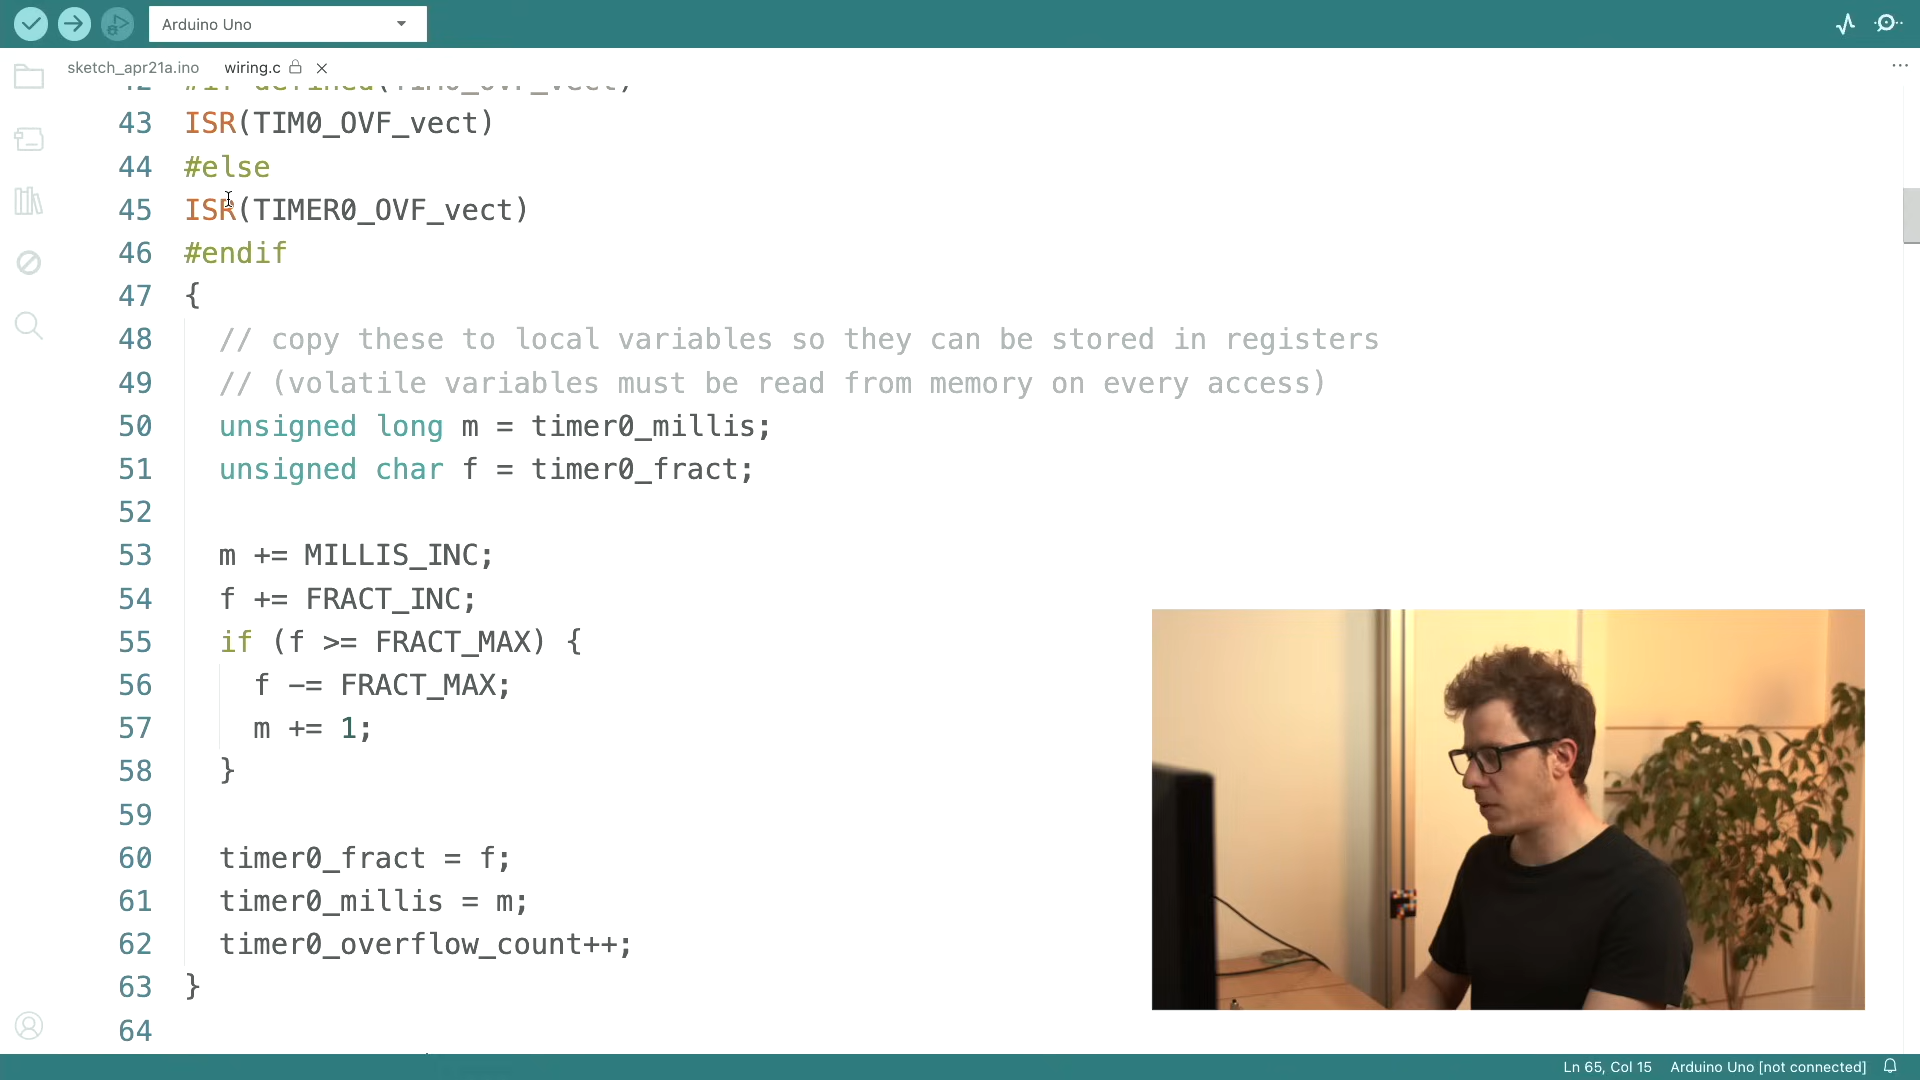 Arduino Uno
sketch_apr21a.ino
wiring.c
42 #if defined(TIM0_OVF_vect)
43 ISR(TIM0_OVF_vect)
44 #else
45 ISR(TIMER0_OVF_vect)
46 #endif
47 {
48 // copy these to local variables so they can be stored in registers
49 // (volatile variables must be read from memory on every access)
50 unsigned long m = timer0_millis;
51 unsigned char f = timer0_fract;
52
53 m += MILLIS_INC;
54 f += FRACT_INC;
55 if (f >= FRACT_MAX) {
56 f -= FRACT_MAX;
57 m += 1;
58 }
59
60 timer0_fract = f;
61 timer0_millis = m;
62 timer0_overflow_count++;
63 }
64
Ln 65, Col 15 Arduino Uno [not connected]